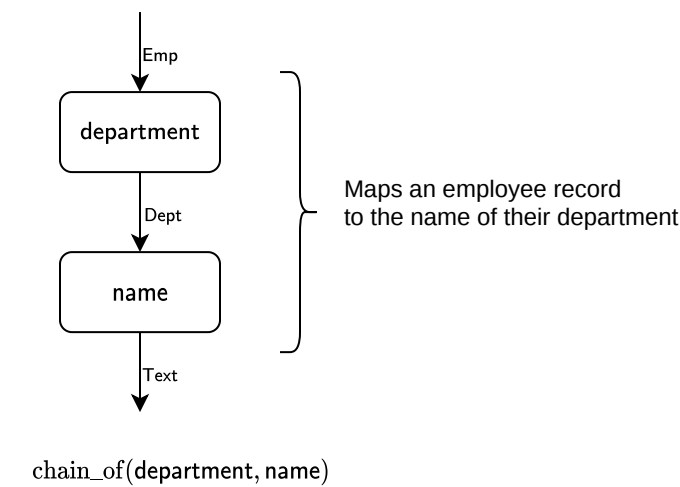 Emp
department
Dept
name
Text
Maps an employee record
to the name of their department
chain_of(department, name)